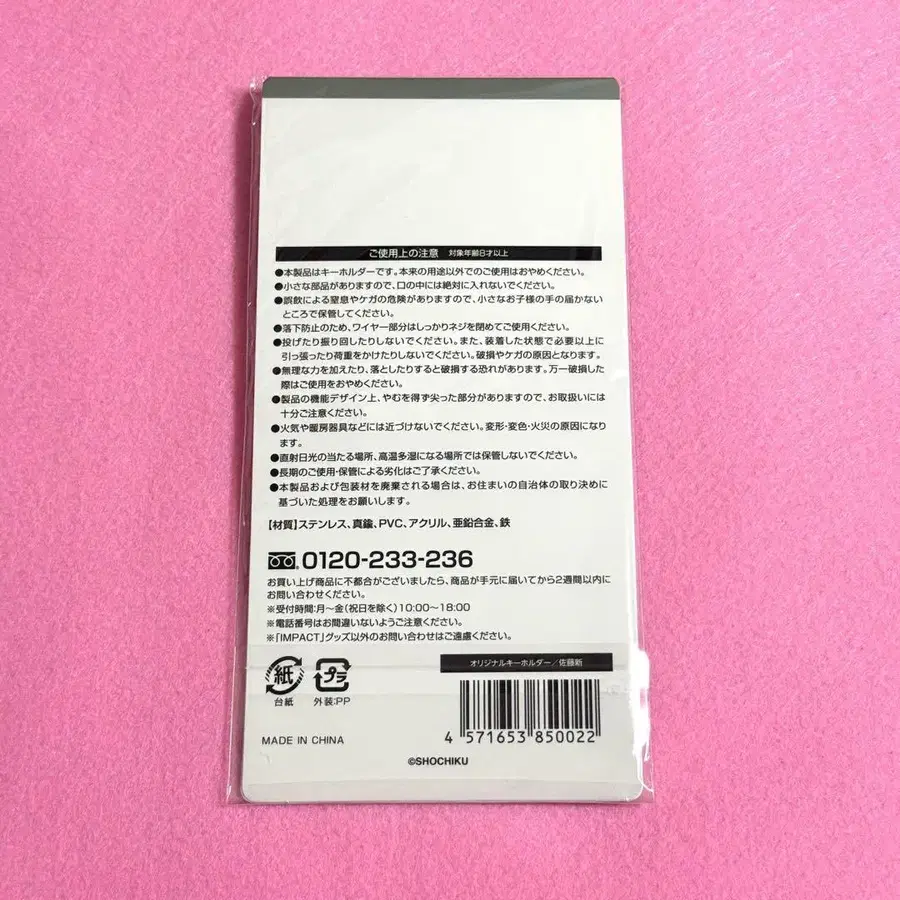 ご使用上の注意 対象年齢8才以上
●本製品はキーホルダーです。本来の用途以外でのご使用はおやめください。
●小さな部品がありますので、口の中には絶対に入れないでください。
●誤飲による窒息やケガの危険がありますので、小さなお子様の手の届かない
ところで保管してください。
●落下防止のため、ワイヤー部分はしっかりネジを閉めてご使用ください。
●投げたり振り回したりしないでください。また、装着した状態で必要以上に
引っ張ったり荷重をかけたりしないでください。破損やケガの原因となります。
●無理な力を加えたり、落としたりすると破損する恐れがあります。万一破損した
際はご使用をおやめください。
●製品の機能デザイン上、やむを得ず尖った部分がありますので、お取扱いには
十分ご注意ください。
●火気や暖房器具などには近づけないでください。変形・変色・火災の原因になり
ます。
●直射日光の当たる場所、高温多湿になる場所では保管しないでください。
●長期のご使用・保管による劣化はご了承ください。
●本製品および包装材を廃棄される場合は、お住まいの自治体の取り決めに
基づいた処理をお願いします。
【材質】ステンレス、真鍮、PVC、アクリル、亜鉛合金、鉄
0120-233-236
お買い上げ商品に不都合がございましたら、商品が手元に届いてから2週間以内に
お問い合わせください。
※受付時間:月～金(祝日を除く)10:00～18:00
※電話番号はお間違いないようご注意ください。
※「IMPACT」グッズ以外のお問い合わせはご遠慮ください。
オリジナルキーホルダー／佐藤新
紙
プラ
台紙
外装:PP
4 571653 850022
MADE IN CHINA
©SHOCHIKU